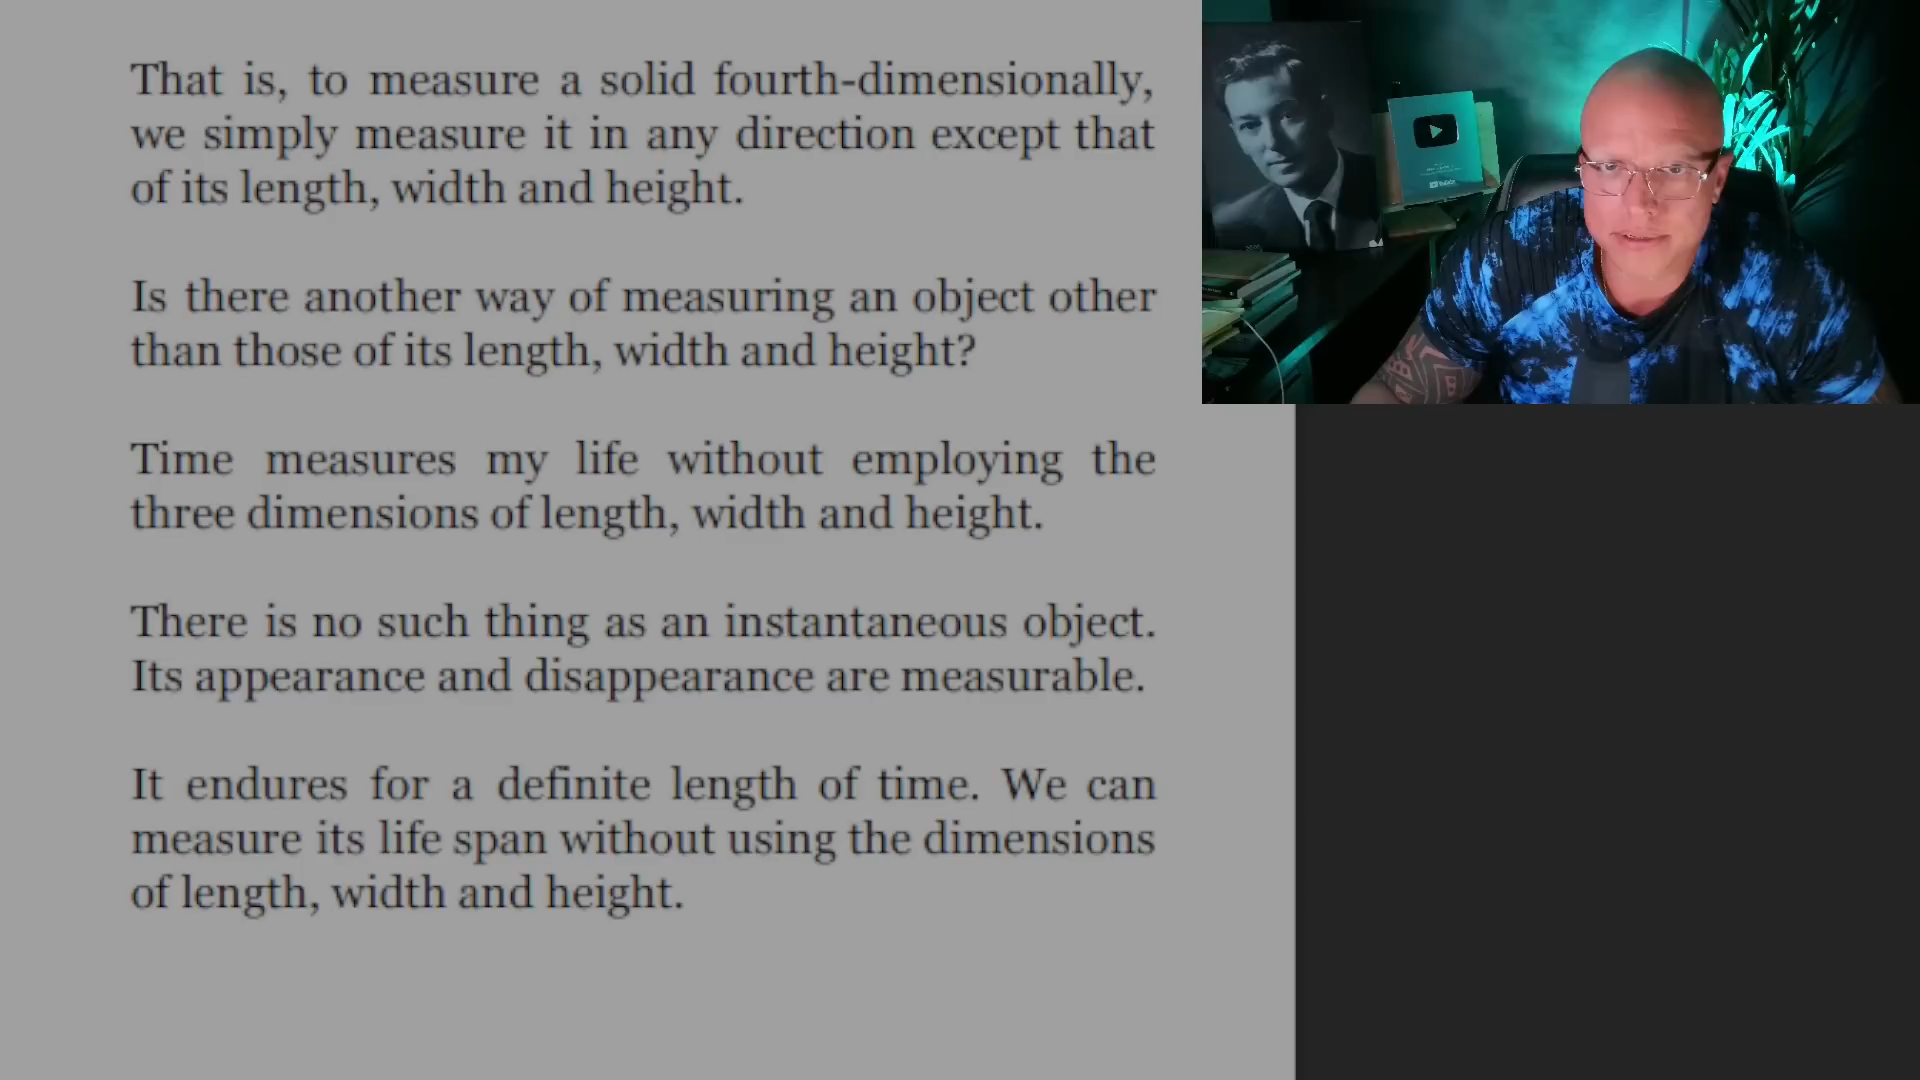 That is, to measure a solid fourth-dimensionally,
we simply measure it in any direction except that
of its length, width and height.
Is there another way of measuring an object other
than those of its length, width and height?
Time measures my life without employing the
three dimensions of length, width and height.
There is no such thing as an instantaneous object.
Its appearance and disappearance are measurable.
It endures for a definite length of time. We can
measure its life span without using the dimensions
of length, width and height.